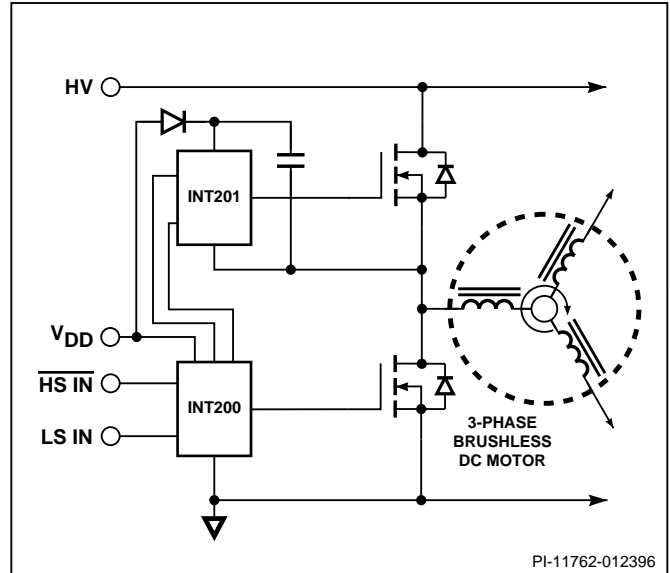 HV
INT201
VDD
HS IN
INT200
LS IN
3-PHASE
BRUSHLESS
DC MOTOR
PI-11762-012396